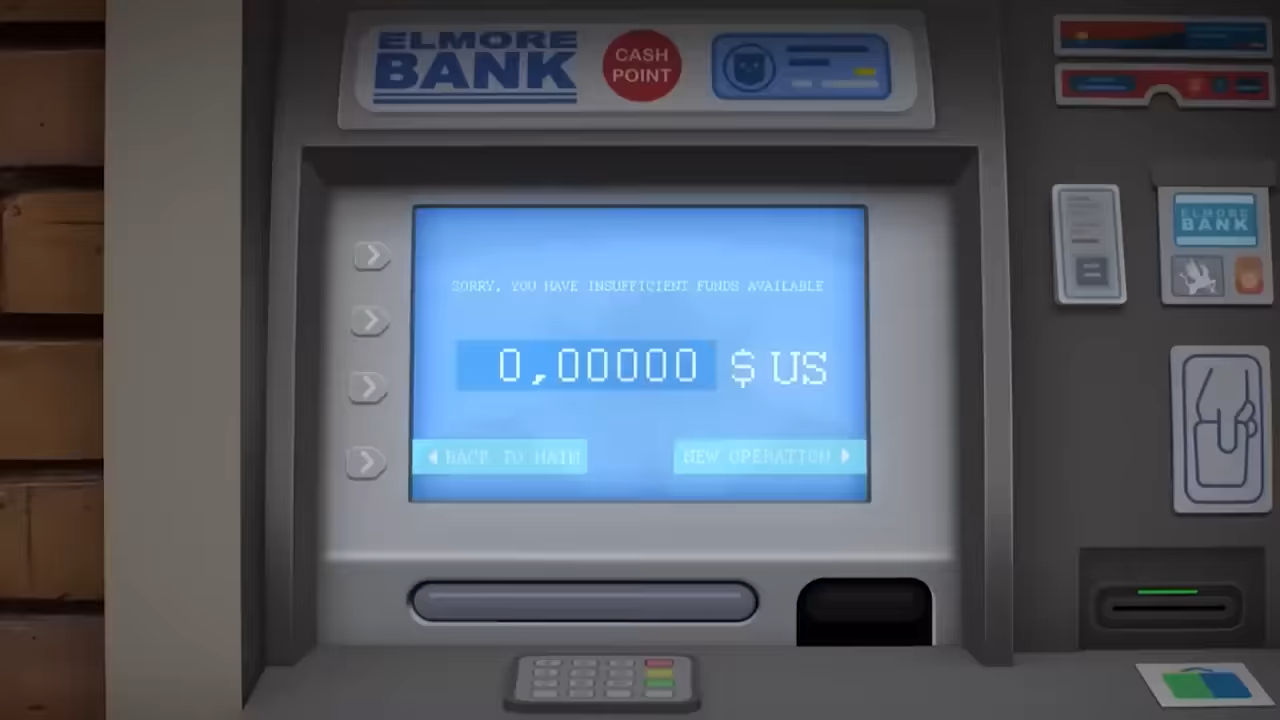 ELMORE
BANK
CASH
POINT
SORRY, YOU HAVE INSUFFICIENT FUNDS AVAILABLE
0,00000 $ US
BACK TO MAIN
NEW OPERATION
ELMORE
BANK